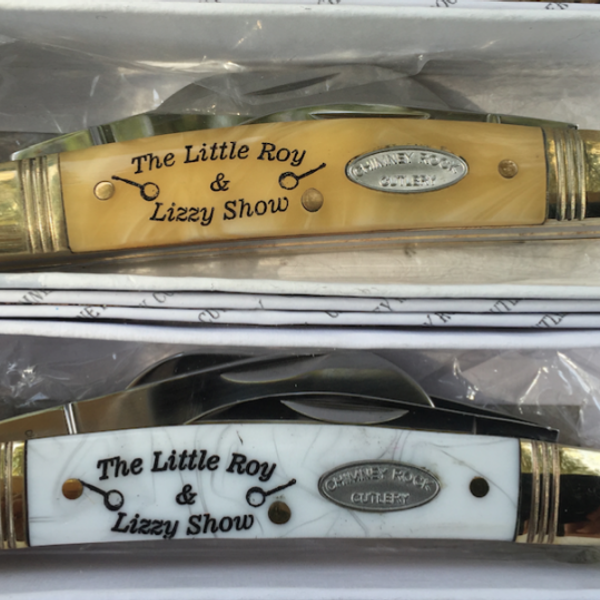 The Little Roy
&
Lizzy Show
CHIMNEY ROCK
CUTLERY
The Little Roy
&
Lizzy Show
CHIMNEY ROCK
CUTLERY